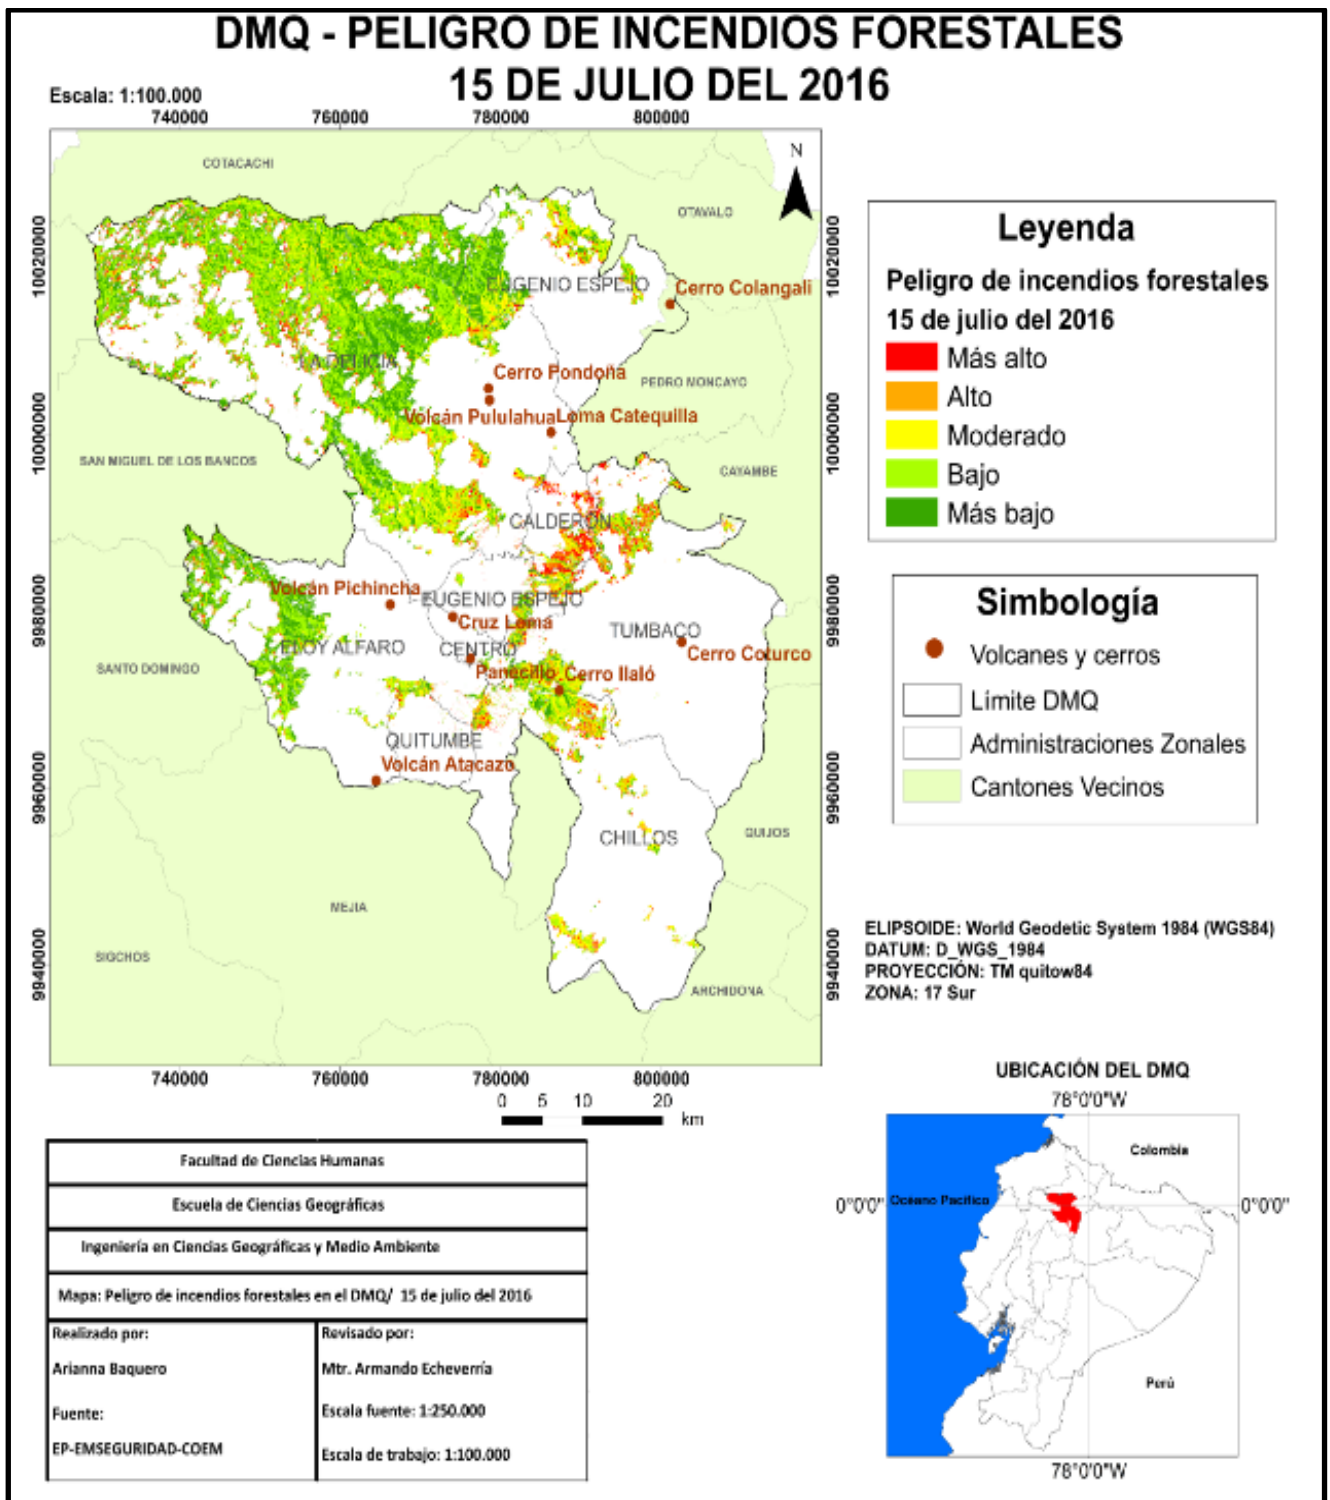 DMQ - PELIGRO DE INCENDIOS FORESTALES
15 DE JULIO DEL 2016
Escala: 1:100.000
740000 760000 780000 800000
COTACACHI
N
OTAVALO
10020000
10020000
EUGENIO ESPEJO
Cerro Colangali
LA DELICIA
Cerro Pondoña
PEDRO MONCAYO
Volcán Pululahua
Loma Catequilla
10000000
10000000
SAN MIGUEL DE LOS BANCOS
CAYAMBE
CALDERÓN
Volcán Pichincha
EUGENIO ESPEJO
9980000
9980000
Cruz Loma
TUMBACO
ELOY ALFARO
CENTRO
Cerro Coturco
SANTO DOMINGO
Panecillo
Cerro Ilaló
QUITUMBE
Volcán Atacazo
9960000
9960000
CHILLOS
QUIJOS
MEJIA
SIGCHOS
9940000
9940000
ARCHIDONA
740000 760000 780000 800000
0 5 10 20
km
Leyenda
Peligro de incendios forestales
15 de julio del 2016
Más alto
Alto
Moderado
Bajo
Más bajo
Simbología
Volcanes y cerros
Límite DMQ
Administraciones Zonales
Cantones Vecinos
ELIPSOIDE: World Geodetic System 1984 (WGS84)
DATUM: D_WGS_1984
PROYECCIÓN: TM quitow84
ZONA: 17 Sur
UBICACIÓN DEL DMQ
78°0'0"W
Colombia
0°0'0"
Océano Pacífico
0°0'0"
Perú
78°0'0"W
Facultad de Ciencias Humanas
Escuela de Ciencias Geográficas
Ingeniería en Ciencias Geográficas y Medio Ambiente
Mapa: Peligro de incendios forestales en el DMQ/ 15 de julio del 2016
Realizado por:
Arianna Baquero
Fuente:
EP-EMSEGURIDAD-COEM
Revisado por:
Mtr. Armando Echeverría
Escala fuente: 1:250.000
Escala de trabajo: 1:100.000